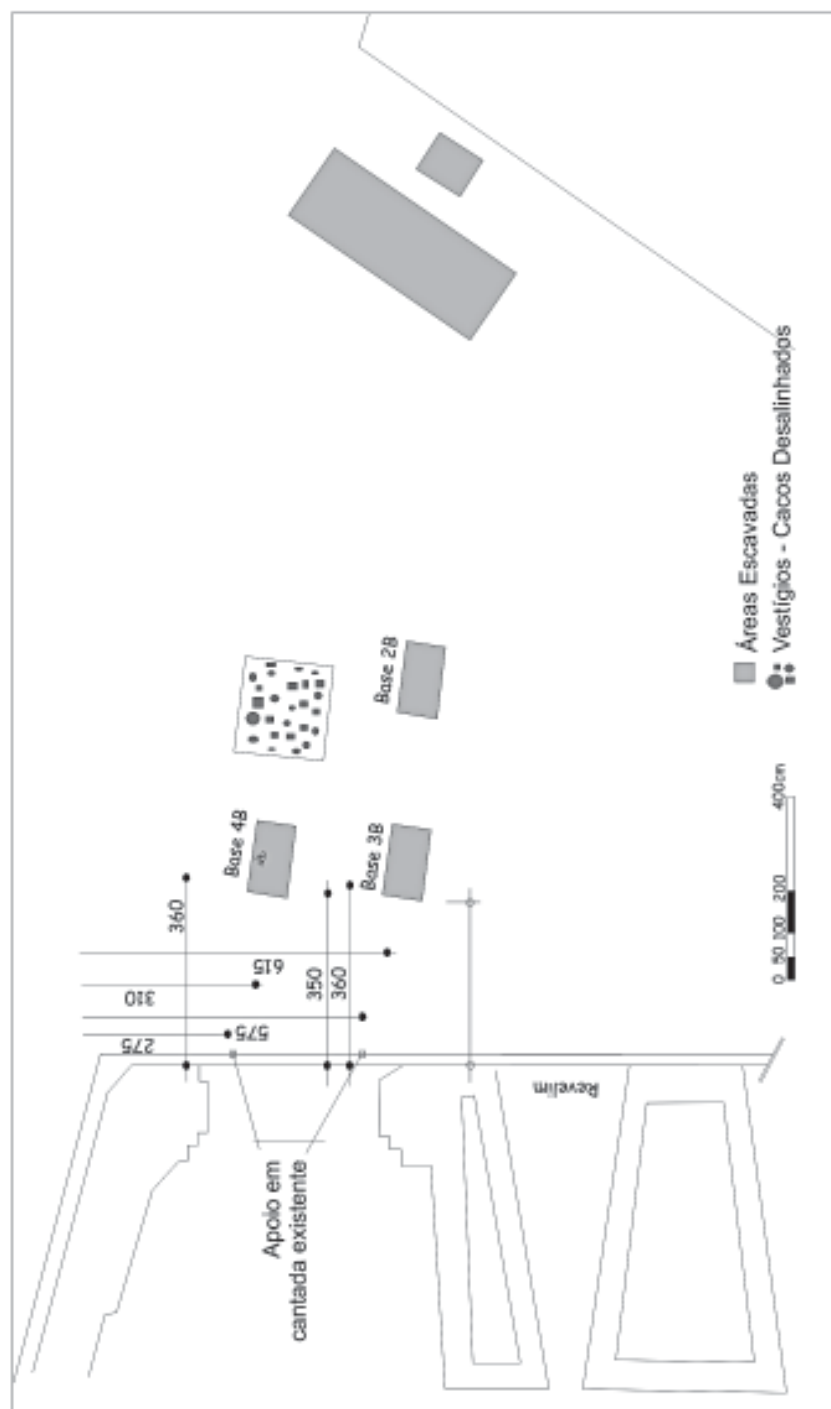 Áreas Escavadas
Vestígios - Cacos Desalinhados
Base 2B
Base 4B
Base 3B
360
615
310
350
360
575
275
0 50 100 200 400cm
Revelim
Apoio em
cantada existente